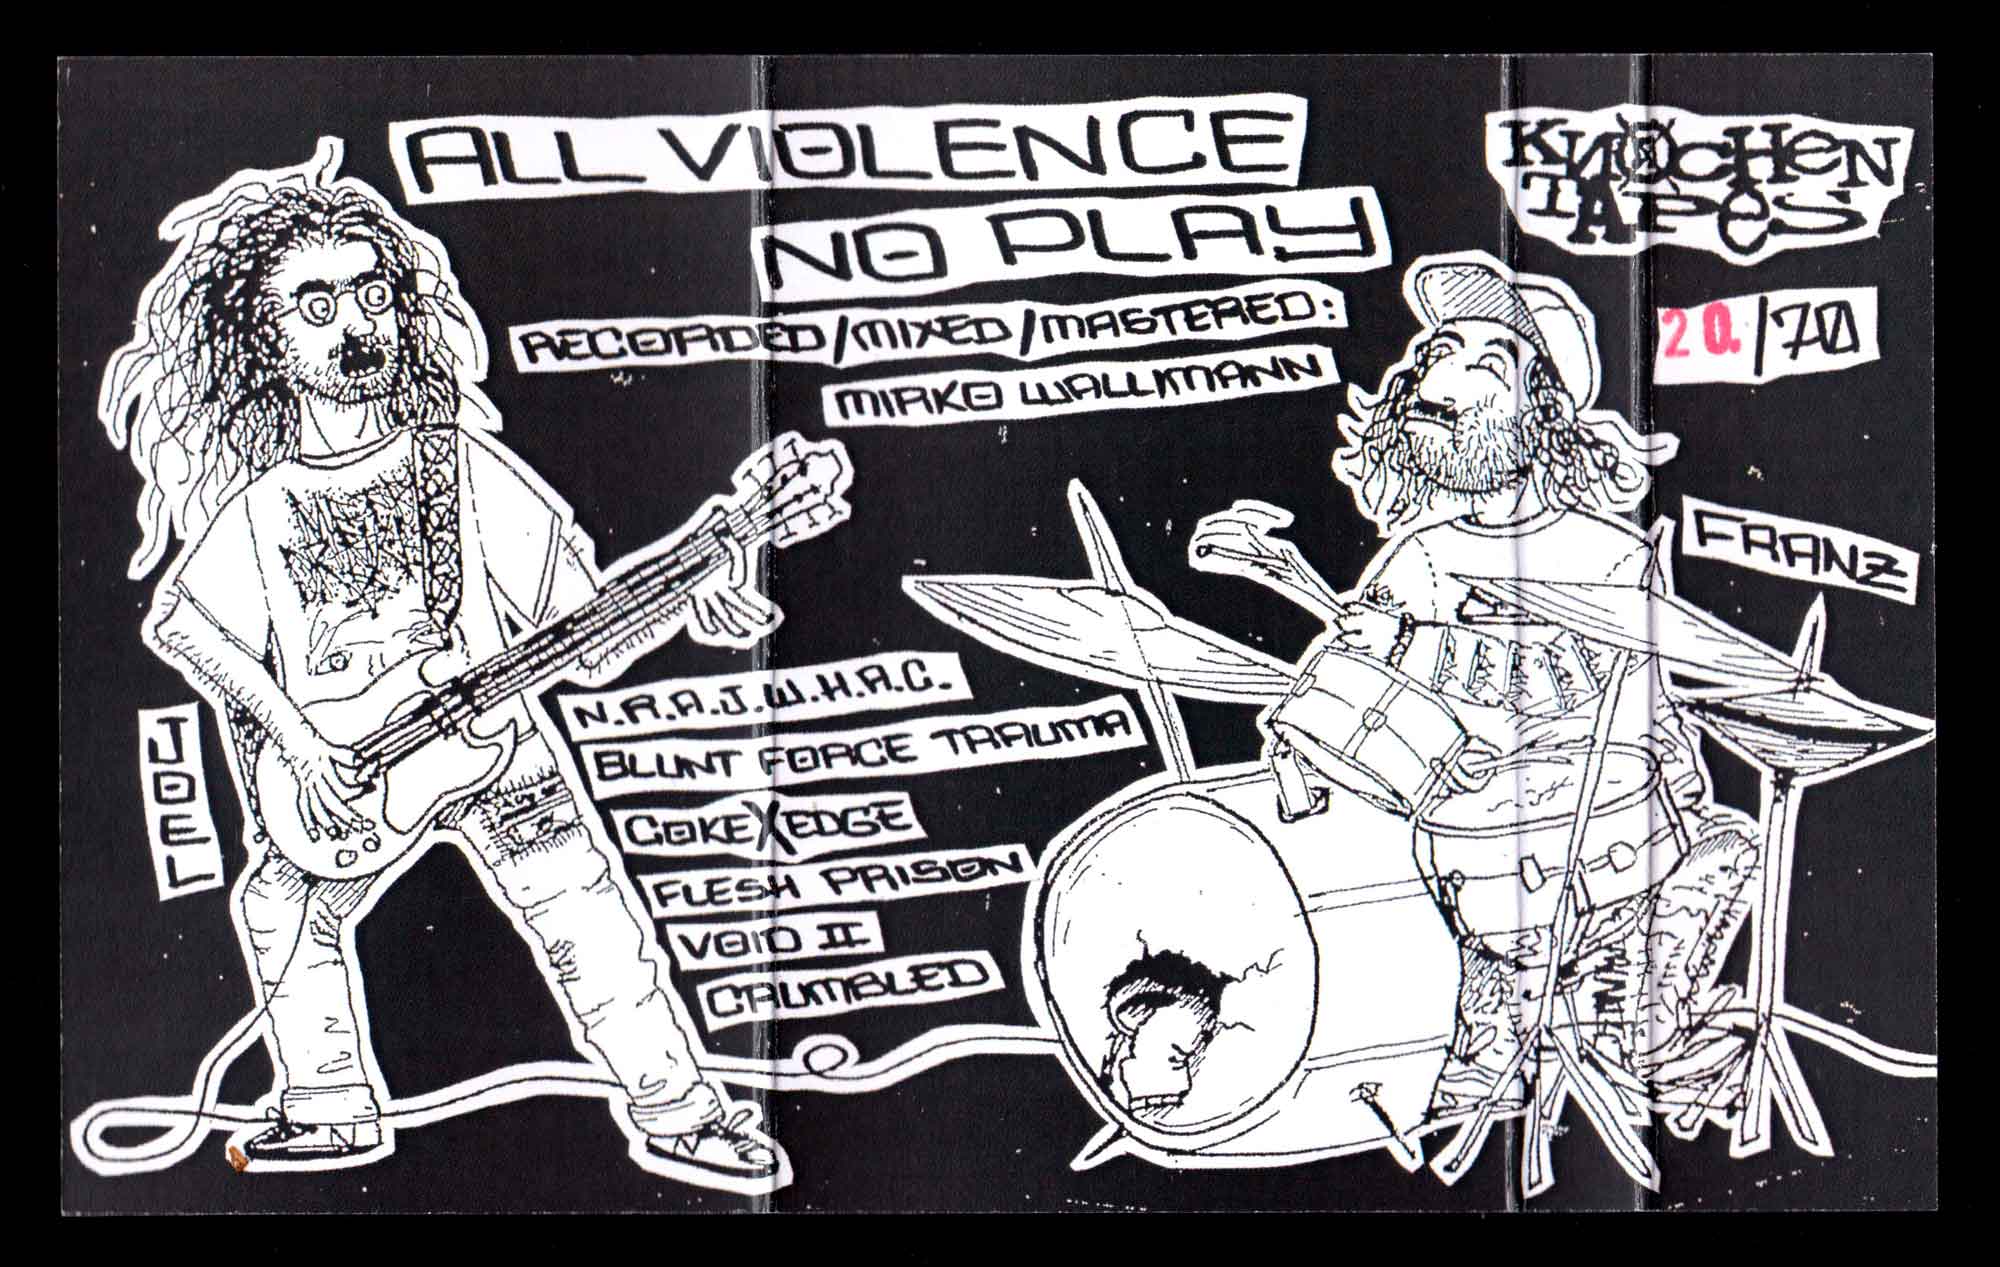 ALL VIOLENCE
NO PLAY
RECORDED/MIXED/MASTERED:
MIRKO WALLKMANN
KNOCHEN
TAPES
20./70
FRANZ
JOEL
N.R.A.J.W.H.A.C.
BLUNT FORCE TRAUMA
COKEXEDGE
FLESH PRISON
VOID II
CRUMBLED